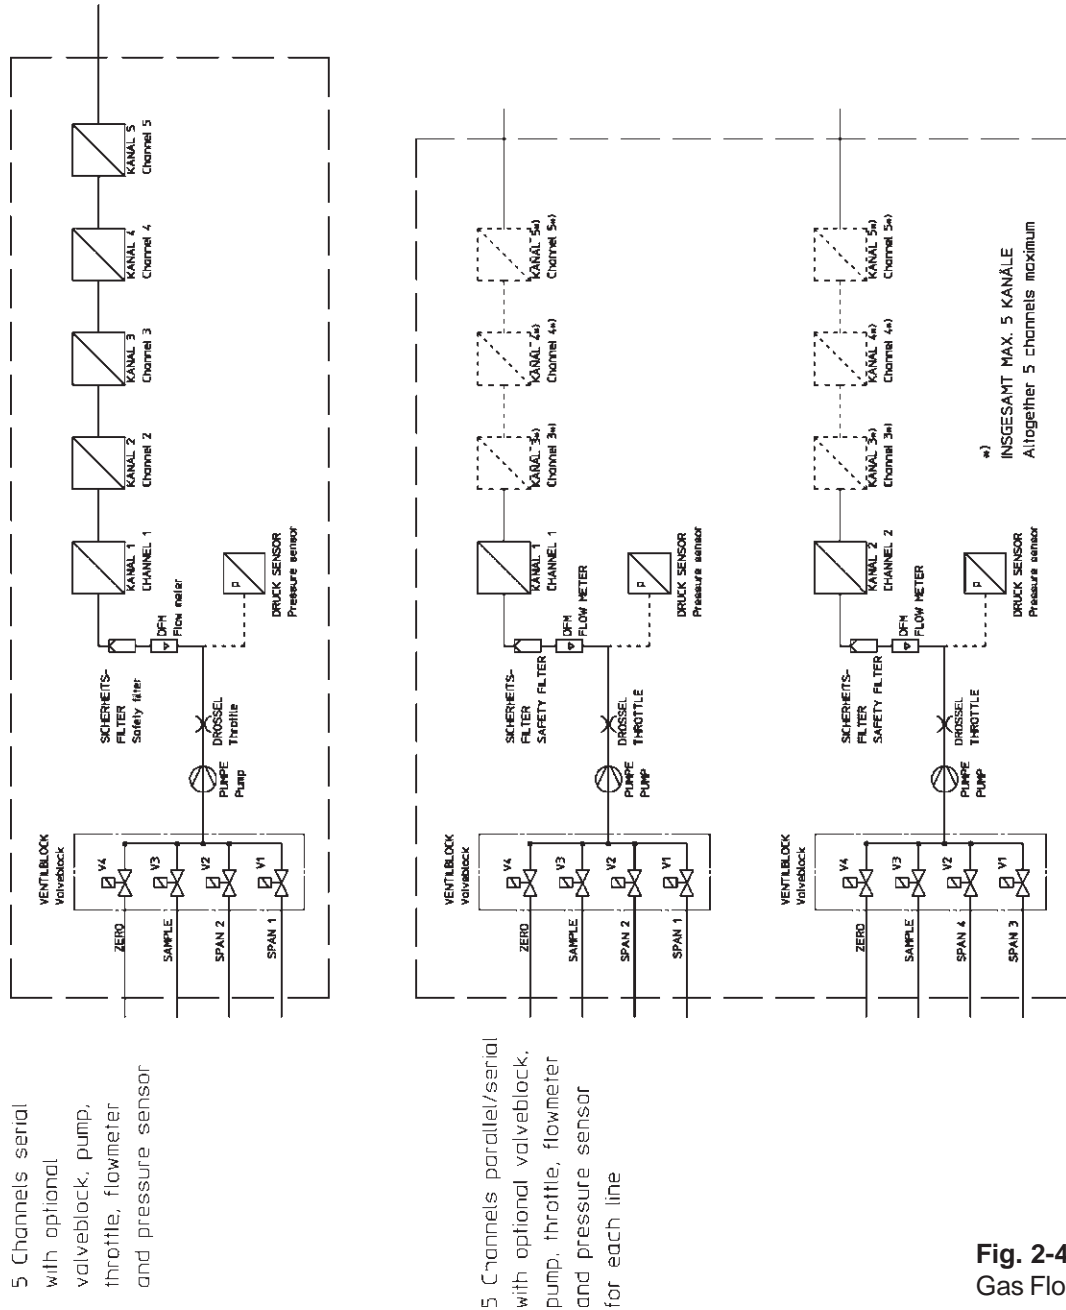 5 Channels serial
with optional
valveblock, pump,
throttle, flowmeter
and pressure sensor
VENTILBLOCK
Valveblock
ZERO
SAMPLE
SPAN 2
SPAN 1
V4
V3
V2
V1
PUMPE
Pump
DROSSEL
Throttle
SICHERHEITS-
FILTER
Safety filter
DFM
Flow meter
P
DRUCK SENSOR
Pressure sensor
KANAL 1
CHANNEL 1
KANAL 2
Channel 2
KANAL 3
Channel 3
KANAL 4
Channel 4
KANAL 5
Channel 5
5 Channels parallel/serial
with optional valveblock,
pump, throttle, flowmeter
and pressure sensor
for each line
VENTILBLOCK
Valveblock
ZERO
SAMPLE
SPAN 2
SPAN 1
V4
V3
V2
V1
PUMPE
PUMP
DROSSEL
THROTTLE
SICHERHEITS-
FILTER
SAFETY FILTER
DFM
FLOW METER
P
DRUCK SENSOR
Pressure sensor
KANAL 1
CHANNEL 1
KANAL 3*)
Channel 3*)
KANAL 4*)
Channel 4*)
KANAL 5*)
Channel 5*)
VENTILBLOCK
Valveblock
ZERO
SAMPLE
SPAN 4
SPAN 3
V4
V3
V2
V1
PUMPE
PUMP
DROSSEL
THROTTLE
SICHERHEITS-
FILTER
SAFETY FILTER
DFM
FLOW METER
P
DRUCK SENSOR
Pressure sensor
KANAL 2
CHANNEL 2
KANAL 3*)
Channel 3*)
KANAL 4*)
Channel 4*)
KANAL 5*)
Channel 5*)
*)
INSGESAMT MAX. 5 KANÄLE
Altogether 5 channels maximum
Fig. 2-4
Gas Flo